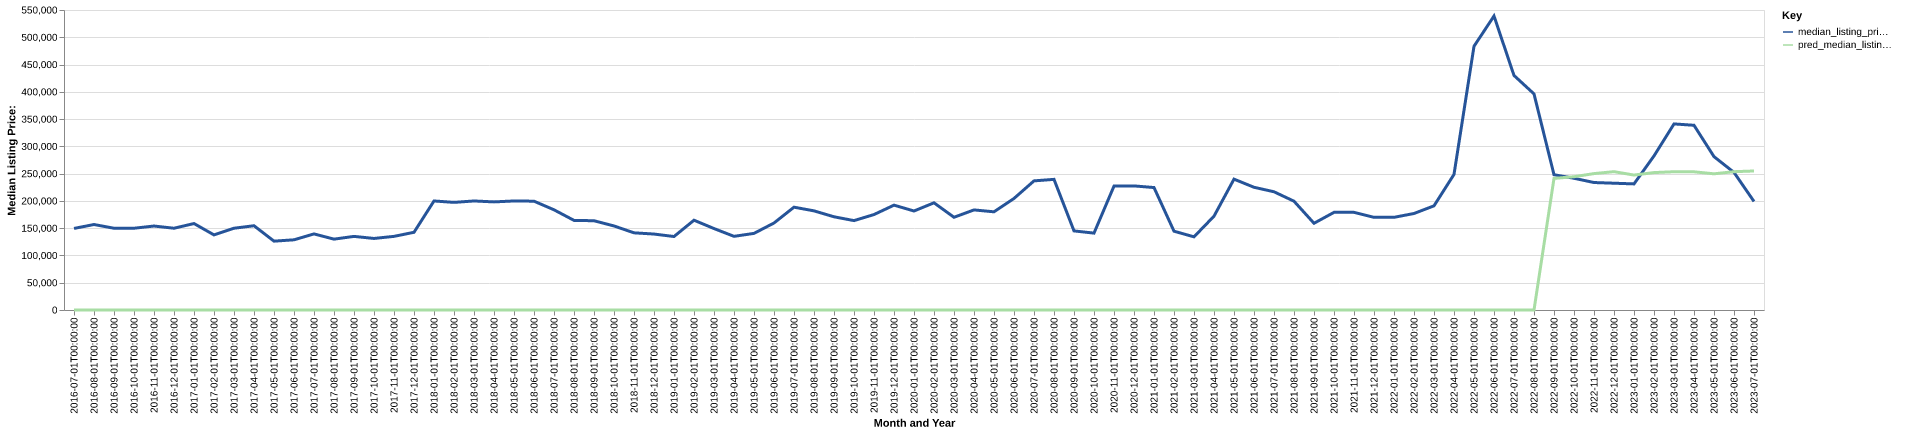 550,000
500,000
450,000
400,000
350,000
300,000
250,000
200,000
150,000
100,000
50,000
0
Median Listing Price:
2016-07-01T00:00:00
2016-08-01T00:00:00
2016-09-01T00:00:00
2016-10-01T00:00:00
2016-11-01T00:00:00
2016-12-01T00:00:00
2017-01-01T00:00:00
2017-02-01T00:00:00
2017-03-01T00:00:00
2017-04-01T00:00:00
2017-05-01T00:00:00
2017-06-01T00:00:00
2017-07-01T00:00:00
2017-08-01T00:00:00
2017-09-01T00:00:00
2017-10-01T00:00:00
2017-11-01T00:00:00
2017-12-01T00:00:00
2018-01-01T00:00:00
2018-02-01T00:00:00
2018-03-01T00:00:00
2018-04-01T00:00:00
2018-05-01T00:00:00
2018-06-01T00:00:00
2018-07-01T00:00:00
2018-08-01T00:00:00
2018-09-01T00:00:00
2018-10-01T00:00:00
2018-11-01T00:00:00
2018-12-01T00:00:00
2019-01-01T00:00:00
2019-02-01T00:00:00
2019-03-01T00:00:00
2019-04-01T00:00:00
2019-05-01T00:00:00
2019-06-01T00:00:00
2019-07-01T00:00:00
2019-08-01T00:00:00
2019-09-01T00:00:00
2019-10-01T00:00:00
2019-11-01T00:00:00
2019-12-01T00:00:00
2020-01-01T00:00:00
2020-02-01T00:00:00
2020-03-01T00:00:00
2020-04-01T00:00:00
2020-05-01T00:00:00
2020-06-01T00:00:00
2020-07-01T00:00:00
2020-08-01T00:00:00
2020-09-01T00:00:00
2020-10-01T00:00:00
2020-11-01T00:00:00
2020-12-01T00:00:00
2021-01-01T00:00:00
2021-02-01T00:00:00
2021-03-01T00:00:00
2021-04-01T00:00:00
2021-05-01T00:00:00
2021-06-01T00:00:00
2021-07-01T00:00:00
2021-08-01T00:00:00
2021-09-01T00:00:00
2021-10-01T00:00:00
2021-11-01T00:00:00
2021-12-01T00:00:00
2022-01-01T00:00:00
2022-02-01T00:00:00
2022-03-01T00:00:00
2022-04-01T00:00:00
2022-05-01T00:00:00
2022-06-01T00:00:00
2022-07-01T00:00:00
2022-08-01T00:00:00
2022-09-01T00:00:00
2022-10-01T00:00:00
2022-11-01T00:00:00
2022-12-01T00:00:00
2023-01-01T00:00:00
2023-02-01T00:00:00
2023-03-01T00:00:00
2023-04-01T00:00:00
2023-05-01T00:00:00
2023-06-01T00:00:00
2023-07-01T00:00:00
Month and Year
Key
median_listing_pri…
pred_median_listin…